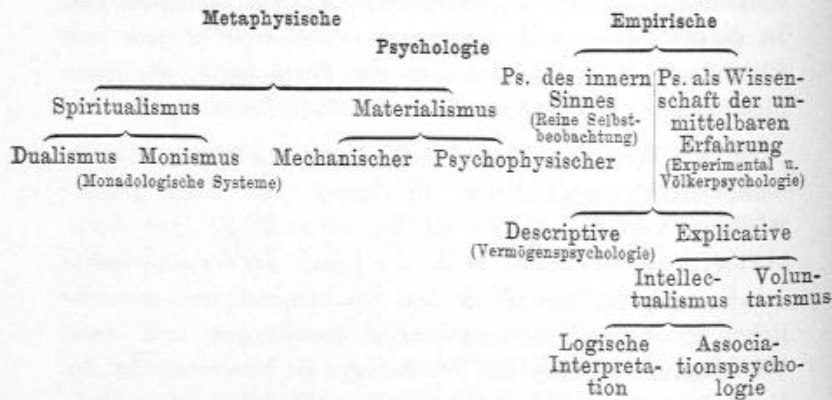 Metaphysische Empirische
Psychologie
Ps. des innern Ps. als Wissen-
Sinnes schaft der un-
(Reine Selbst- mittelbaren
beobachtung) Erfahrung
(Experimental u.
Völkerpsychologie)
Spiritualismus Materialismus
Dualismus Monismus Mechanischer Psychophysischer
(Monadologische Systeme)
Descriptive Explicative
(Vermögenspsychologie)
Intellec- Volun-
tualismus tarismus
Logische Associa-
Interpreta- tionspsycho-
tion logie